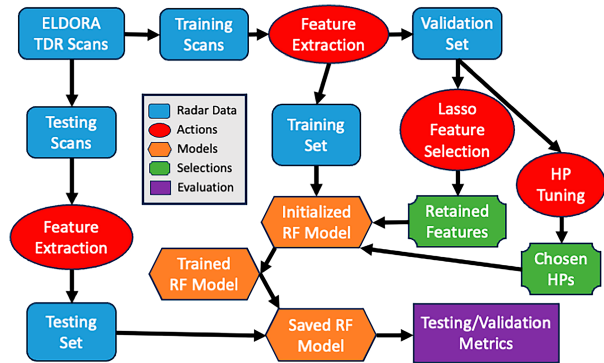 ELDORA
TDR Scans
Training
Scans
Feature
Extraction
Validation
Set
Testing
Scans
Radar Data
Actions
Models
Selections
Evaluation
Training
Set
Lasso
Feature
Selection
HP
Tuning
Feature
Extraction
Initialized
RF Model
Retained
Features
Trained
RF Model
Chosen
HPs
Testing
Set
Saved RF
Model
Testing/Validation
Metrics